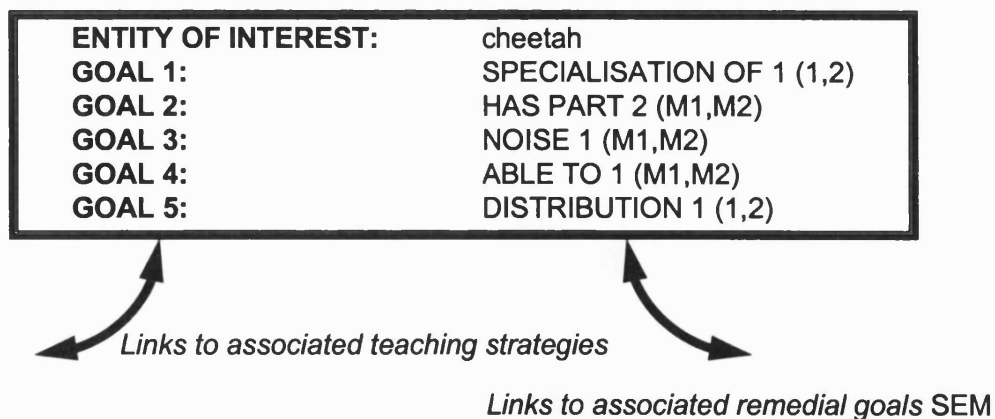 ENTITY OF INTEREST: cheetah
GOAL 1: SPECIALISATION OF 1 (1,2)
GOAL 2: HAS PART 2 (M1,M2)
GOAL 3: NOISE 1 (M1,M2)
GOAL 4: ABLE TO 1 (M1,M2)
GOAL 5: DISTRIBUTION 1 (1,2)
Links to associated teaching strategies
Links to associated remedial goals SEM